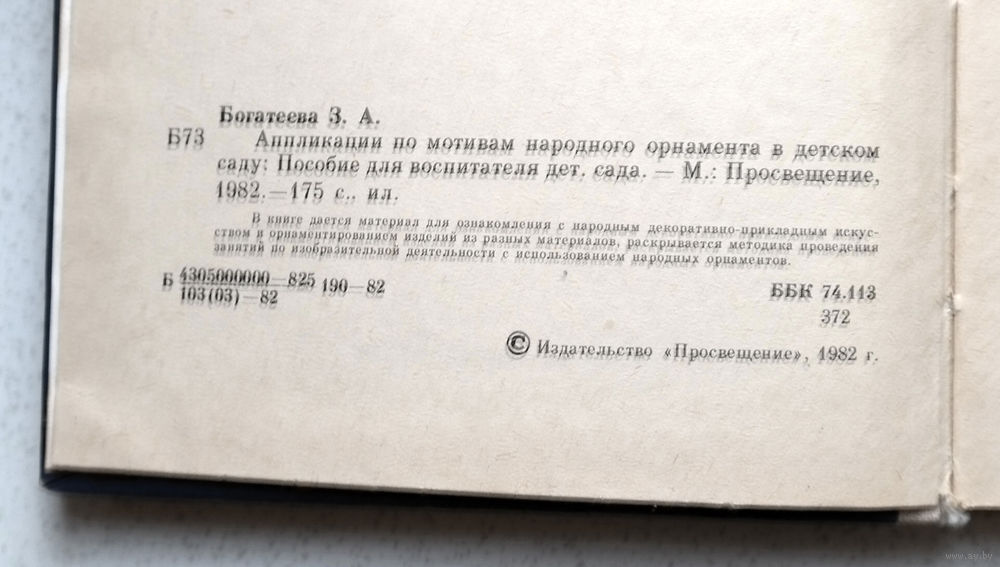 Богатеева З. А.
Б73 Аппликации по мотивам народного орнамента в детском
саду: Пособие для воспитателя дет. сада. — М.: Просвещение,
1982.—175 с., ил.
В книге дается материал для ознакомления с народным декоративно-прикладным искус-
ством и орнаментированием изделий из разных материалов, раскрывается методика проведения
занятий по изобразительной деятельности с использованием народных орнаментов.
Б 4305000000—825 190—82
103(03)—82
ББК 74.113
372
© Издательство «Просвещение», 1982 г.
www.ay.by